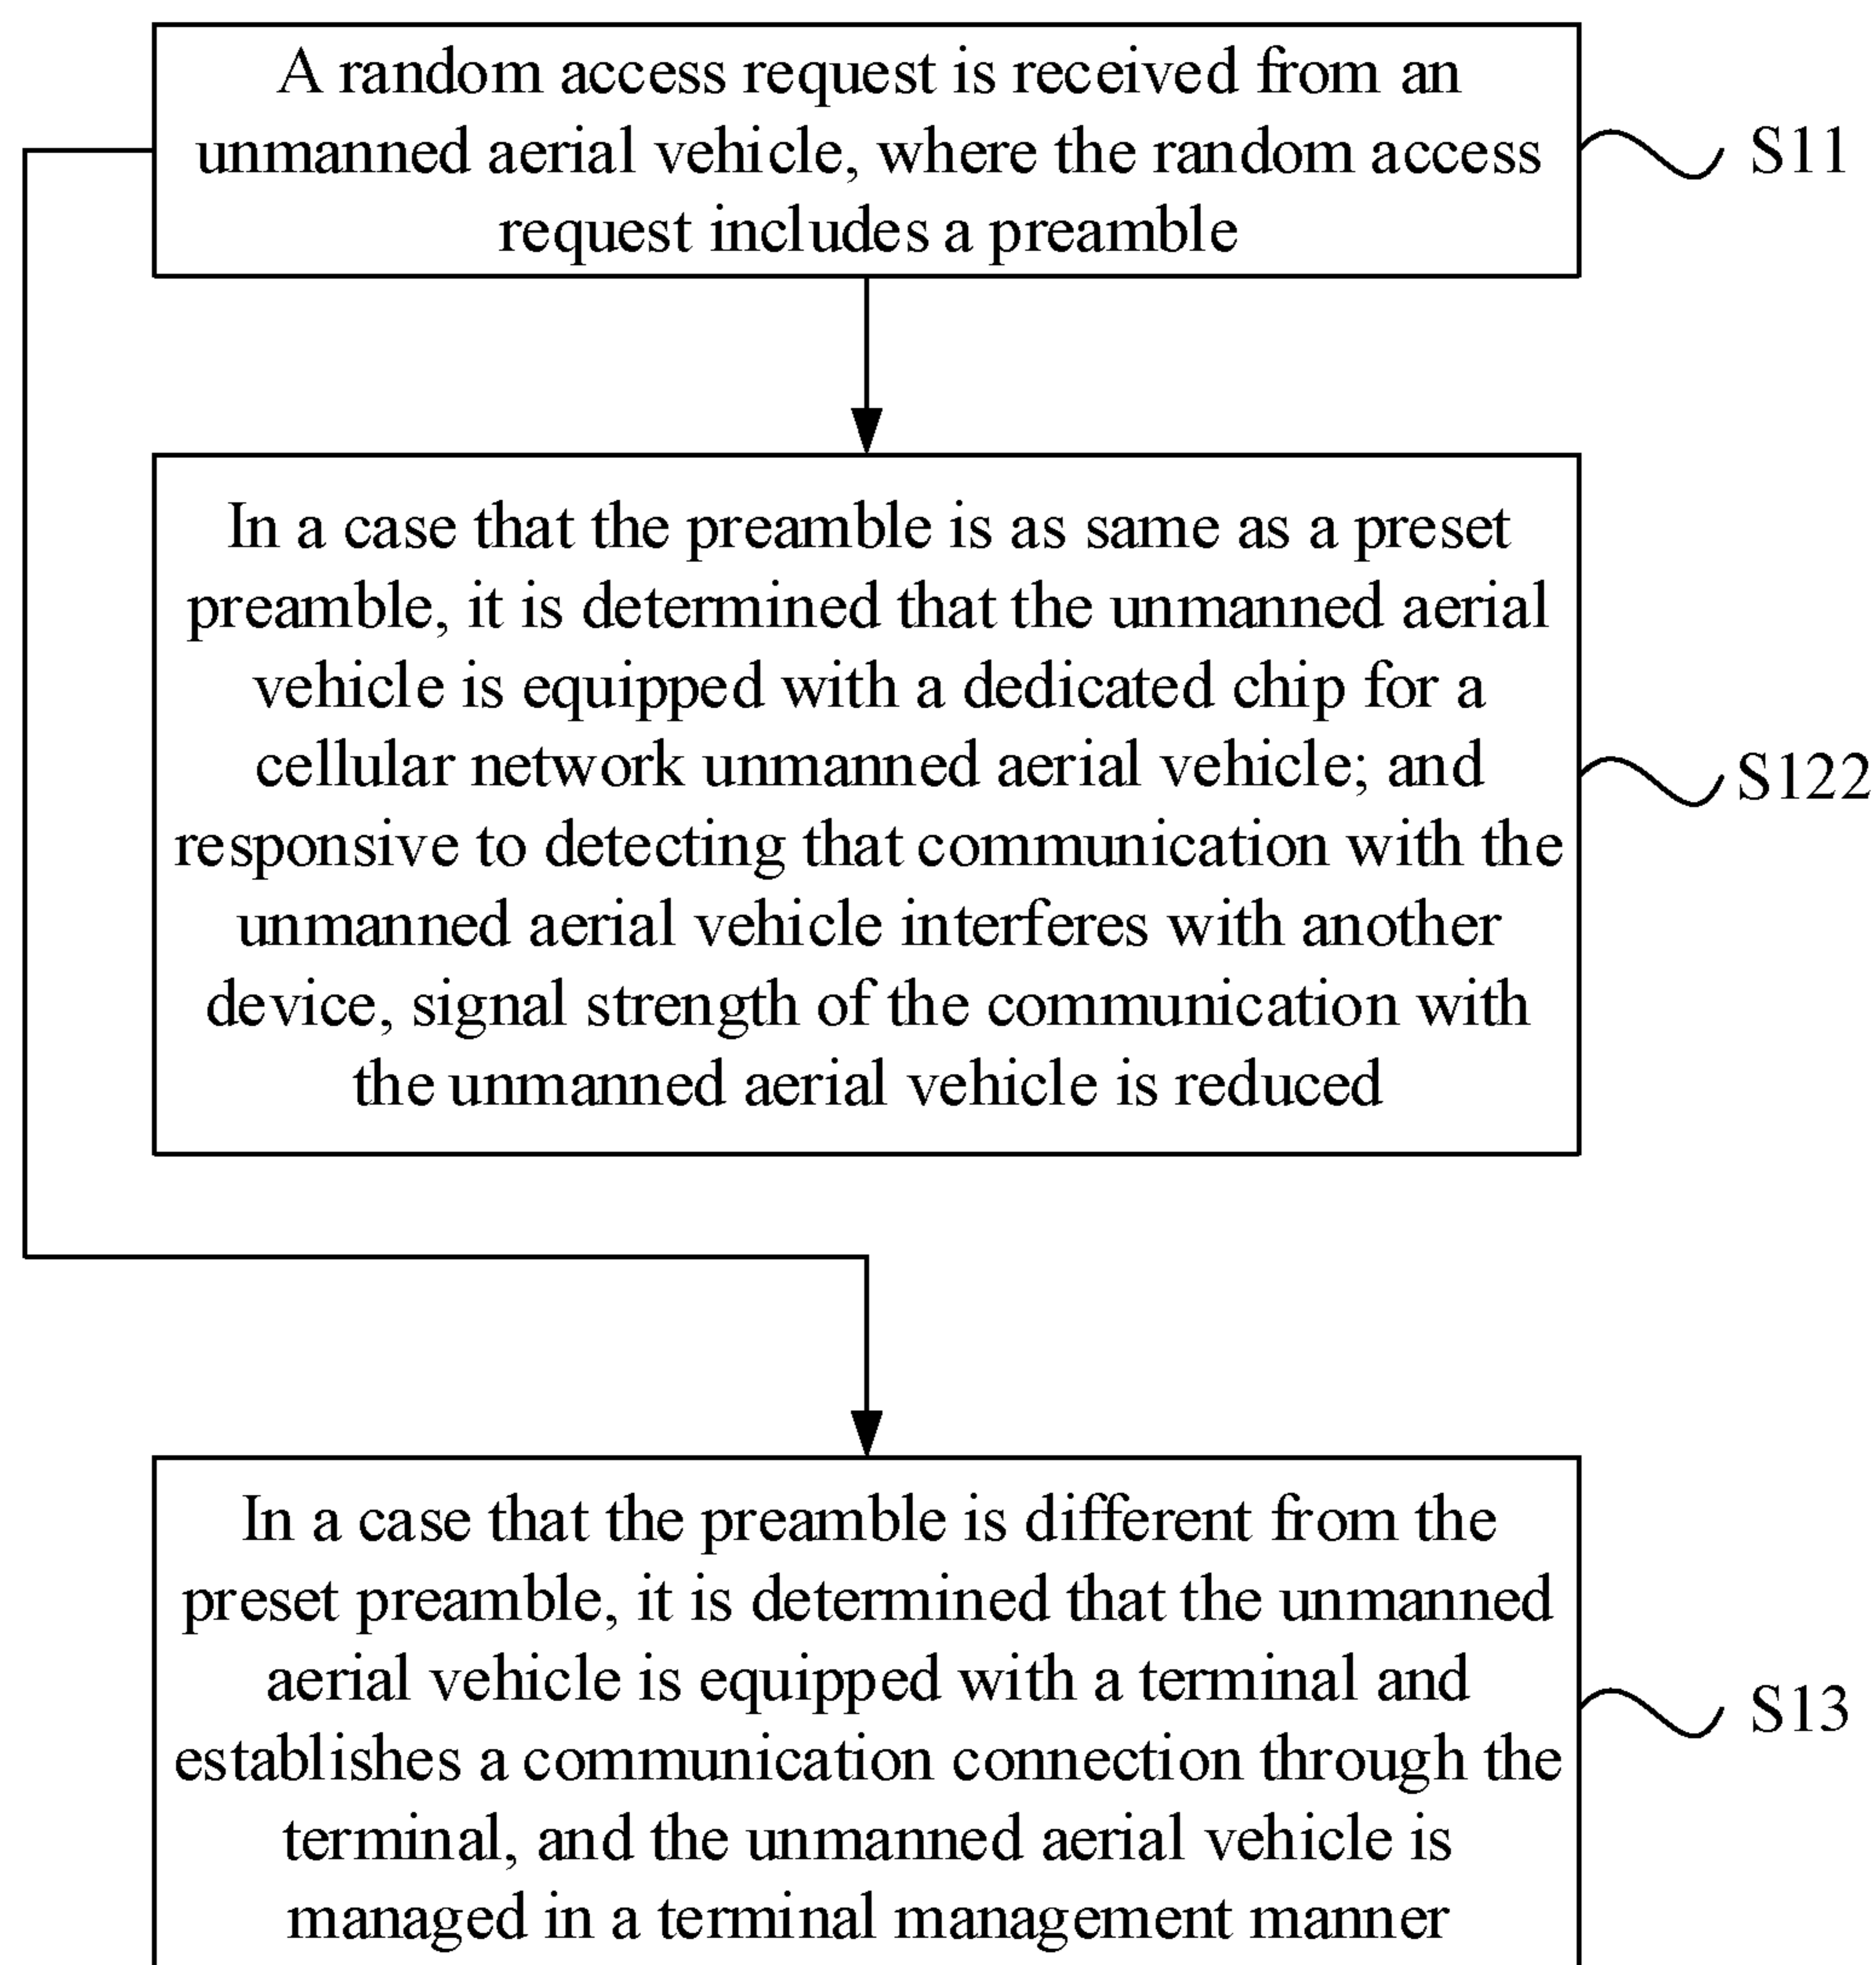 A random access request is received from an
unmanned aerial vehicle, where the random access
request includes a preamble
S11
In a case that the preamble is as same as a preset
preamble, it is determined that the unmanned aerial
vehicle is equipped with a dedicated chip for a
cellular network unmanned aerial vehicle; and
responsive to detecting that communication with the
unmanned aerial vehicle interferes with another
device, signal strength of the communication with
the unmanned aerial vehicle is reduced
S122
In a case that the preamble is different from the
preset preamble, it is determined that the unmanned
aerial vehicle is equipped with a terminal and
establishes a communication connection through the
terminal, and the unmanned aerial vehicle is
managed in a terminal management manner
S13